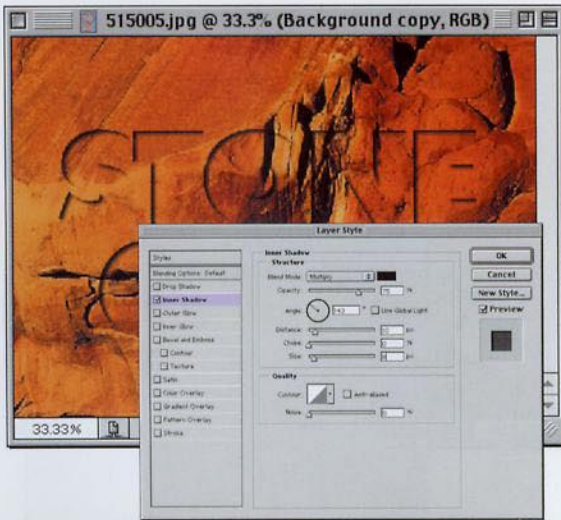 515005.jpg @ 33.3% (Background copy, RGB)
STONE
Layer Style
Styles
Blending Options: Default
Drop Shadow
Inner Shadow
Outer Glow
Inner Glow
Bevel and Emboss
Contour
Texture
Satin
Color Overlay
Gradient Overlay
Pattern Overlay
Stroke
Inner Shadow
Structure
Blend Mode: Multiply
Opacity: 75 %
Angle: ° Use Global Light
Distance: px
Choke: 0 %
Size: px
Quality
Contour: Anti-aliased
Noise: 0 %
OK
Cancel
New Style...
Preview
33.33%